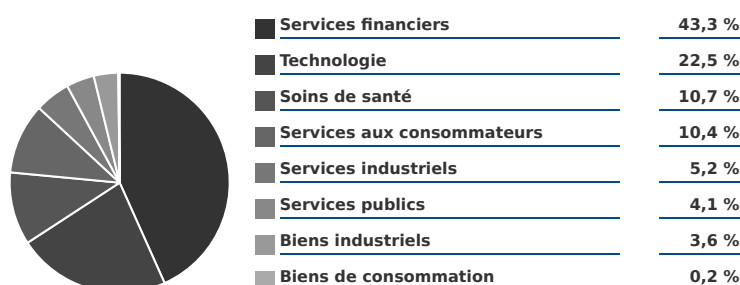 Services financiers 43,3 %
Technologie 22,5 %
Soins de santé 10,7 %
Services aux consommateurs 10,4 %
Services industriels 5,2 %
Services publics 4,1 %
Biens industriels 3,6 %
Biens de consommation 0,2 %